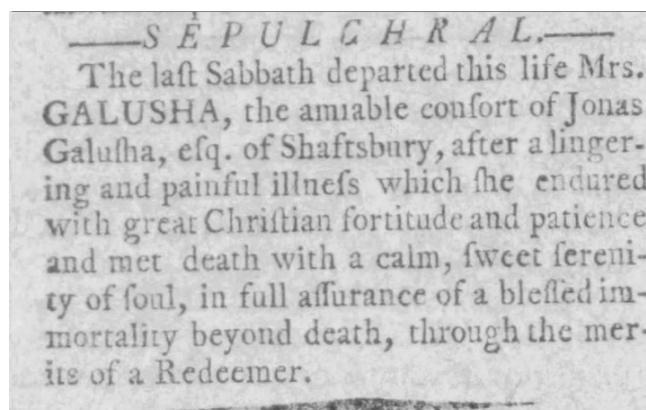 SEPULCHRAL.
The laſt Sabbath departed this life Mrs.
GALUSHA, the amiable conſort of Jonas
Galuſha, eſq. of Shaftsbury, after a linger-
ing and painful illneſs which ſhe endured
with great Chriſtian fortitude and patience
and met death with a calm, ſweet ſereni-
ty of ſoul, in full aſſurance of a bleſſed im-
mortality beyond death, through the mer-
its of a Redeemer.